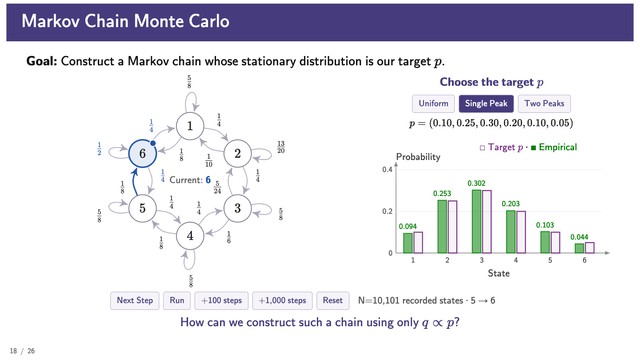 Markov Chain Monte Carlo
Goal: Construct a Markov chain whose stationary distribution is our target p.
Choose the target p
Uniform
Single Peak
Two Peaks
p = (0.10, 0.25, 0.30, 0.20, 0.10, 0.05)
5/8
1/4
1/4
1
1/2
6
1/8
1/10
2
13/20
1/4
Current: 6
1/8
5/24
1/4
5/8
5
1/4
1/4
3
5/8
1/8
4
1/6
5/8
Target p · Empirical
Probability
0.4
0.2
0
0.094
0.253
0.302
0.203
0.103
0.044
1 2 3 4 5 6
State
Next Step
Run
+100 steps
+1,000 steps
Reset
N=10,101 recorded states · 5 → 6
How can we construct such a chain using only q ∝ p?
18 / 26